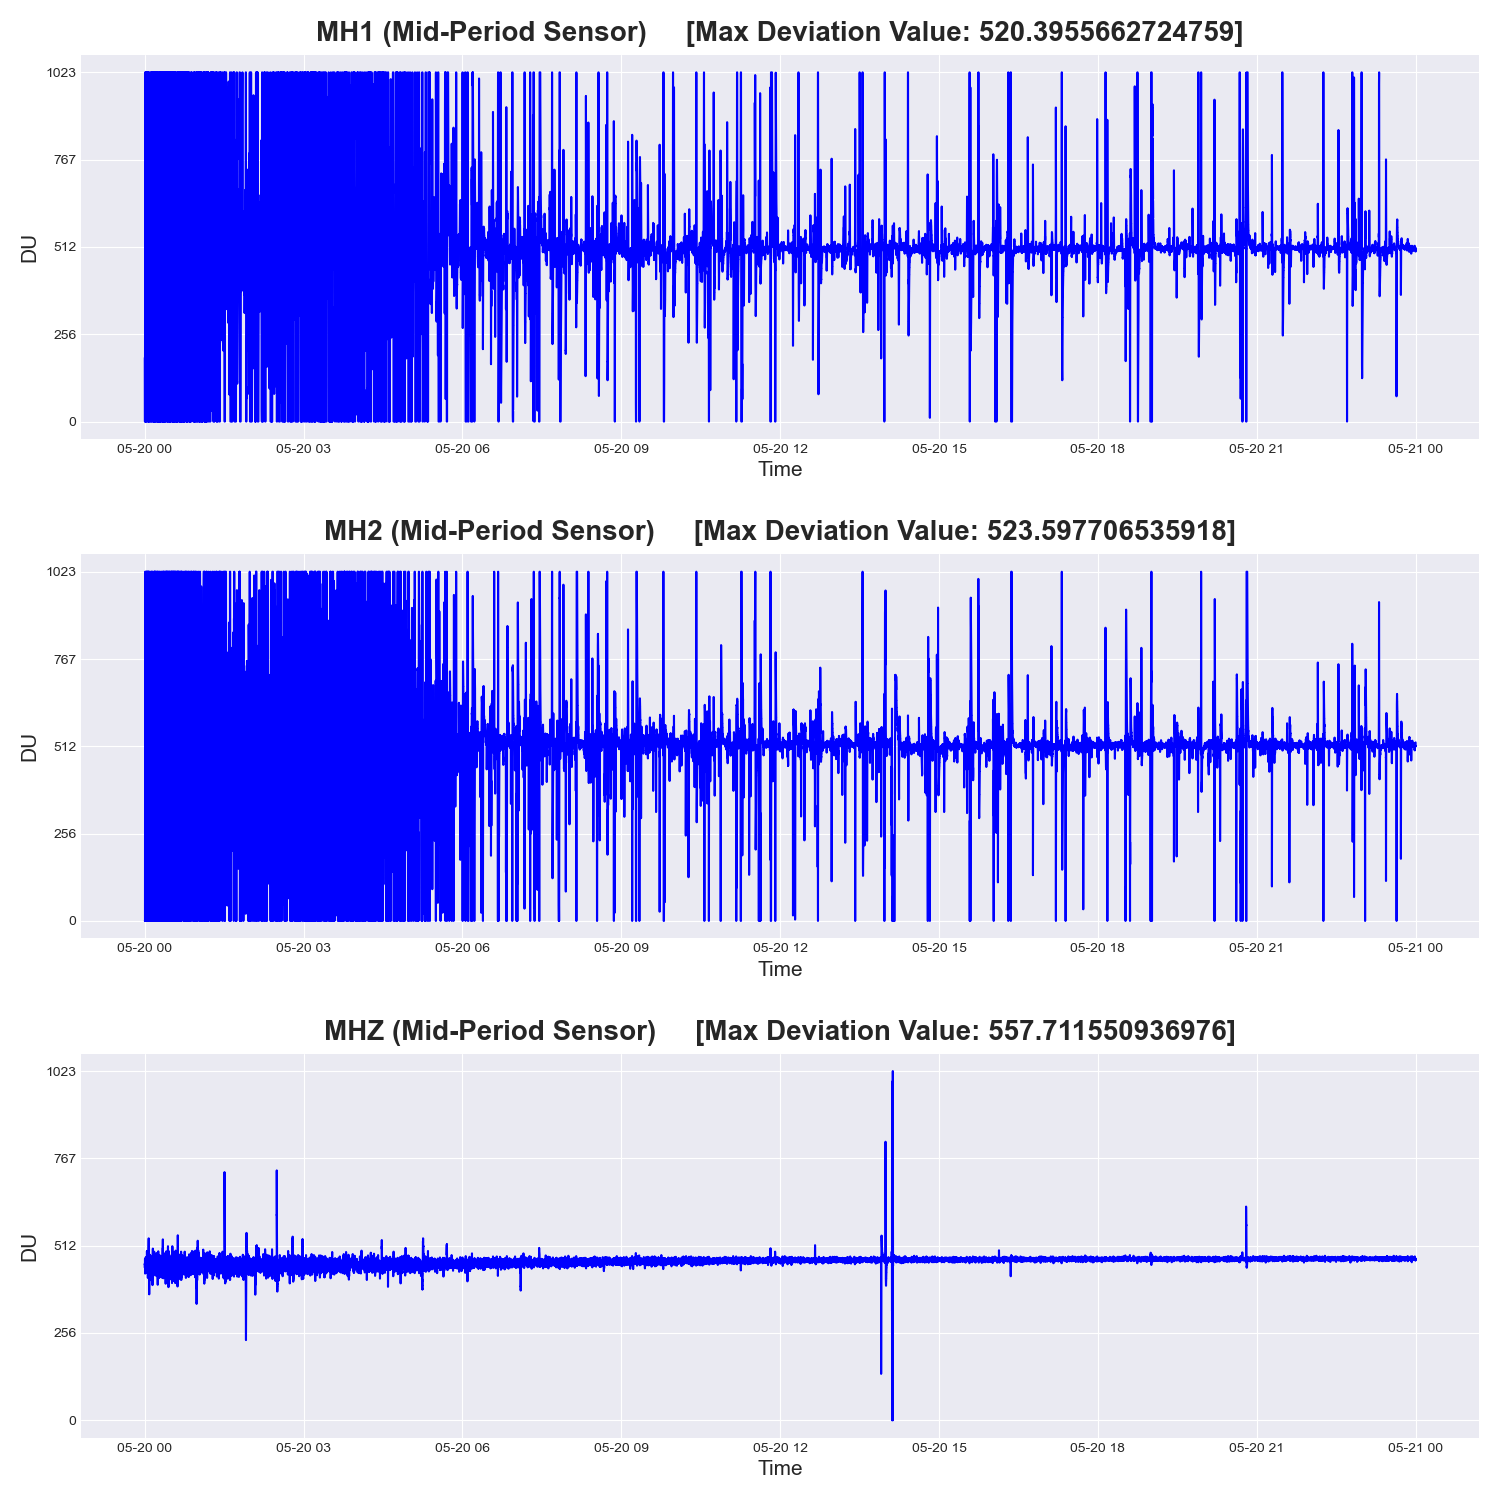 MH1 (Mid-Period Sensor) [Max Deviation Value: 520.3955662724759]
1023
767
512
256
0
DU
05-20 00 05-20 03 05-20 06 05-20 09 05-20 12 05-20 15 05-20 18 05-20 21 05-21 00
Time
MH2 (Mid-Period Sensor) [Max Deviation Value: 523.597706535918]
1023
767
512
256
0
DU
05-20 00 05-20 03 05-20 06 05-20 09 05-20 12 05-20 15 05-20 18 05-20 21 05-21 00
Time
MHZ (Mid-Period Sensor) [Max Deviation Value: 557.711550936976]
1023
767
512
256
0
DU
05-20 00 05-20 03 05-20 06 05-20 09 05-20 12 05-20 15 05-20 18 05-20 21 05-21 00
Time